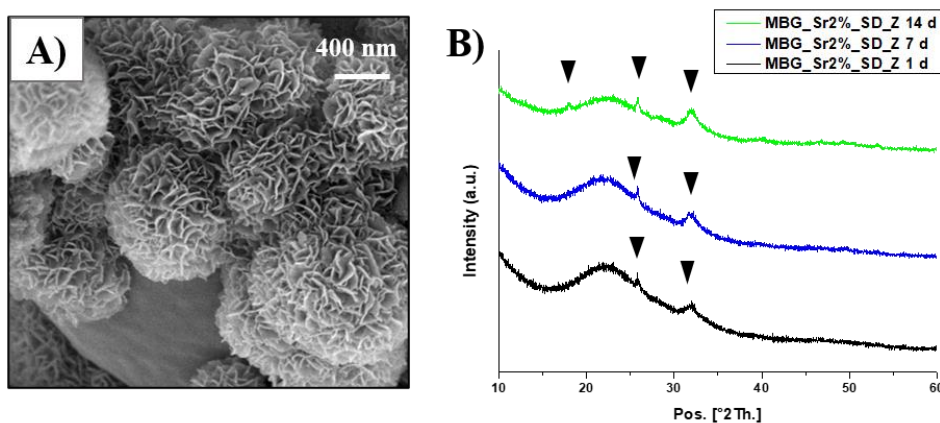 A)
400 nm
B)
MBG_Sr2%_SD_Z 14 d
MBG_Sr2%_SD_Z 7 d
MBG_Sr2%_SD_Z 1 d
Intensity (a.u.)
10 20 30 40 50 60
Pos. [°2Th.]